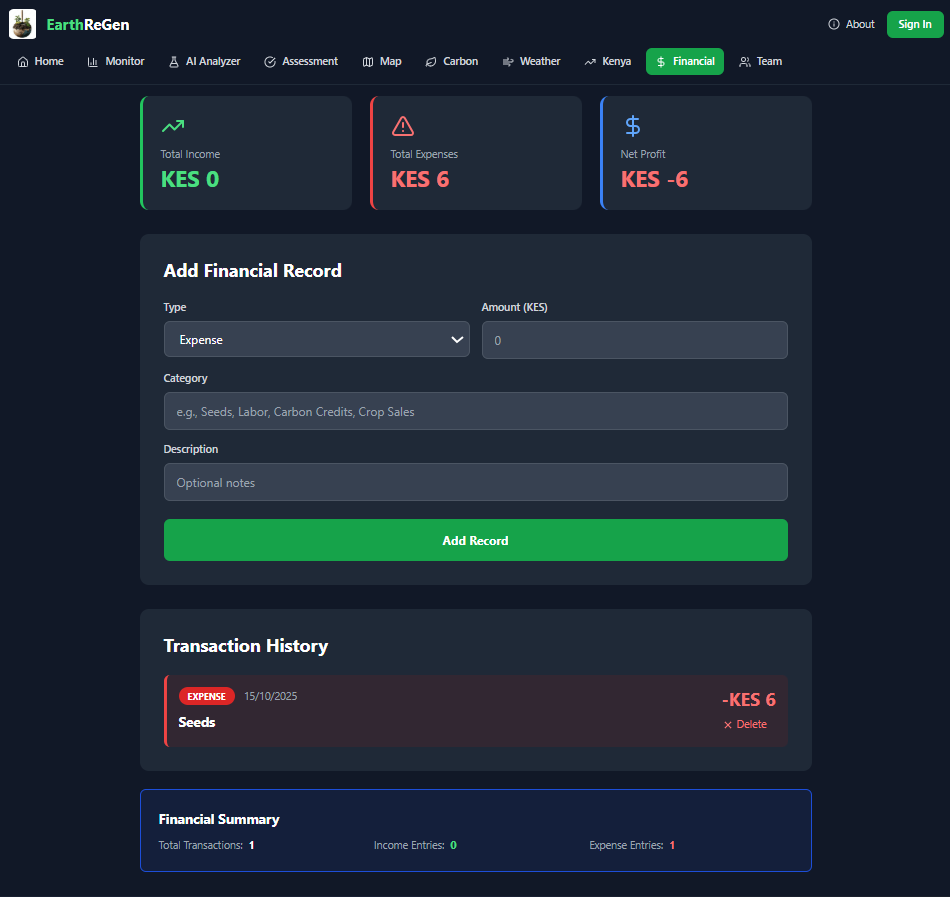 EarthReGen
About
Sign In
Home
Monitor
AI Analyzer
Assessment
Map
Carbon
Weather
Kenya
Financial
Team
Total Income
KES 0
Total Expenses
KES 6
Net Profit
KES -6
Add Financial Record
Type
Amount (KES)
Expense
0
Category
e.g., Seeds, Labor, Carbon Credits, Crop Sales
Description
Optional notes
Add Record
Transaction History
EXPENSE 15/10/2025
-KES 6
Seeds
× Delete
Financial Summary
Total Transactions: 1
Income Entries: 0
Expense Entries: 1